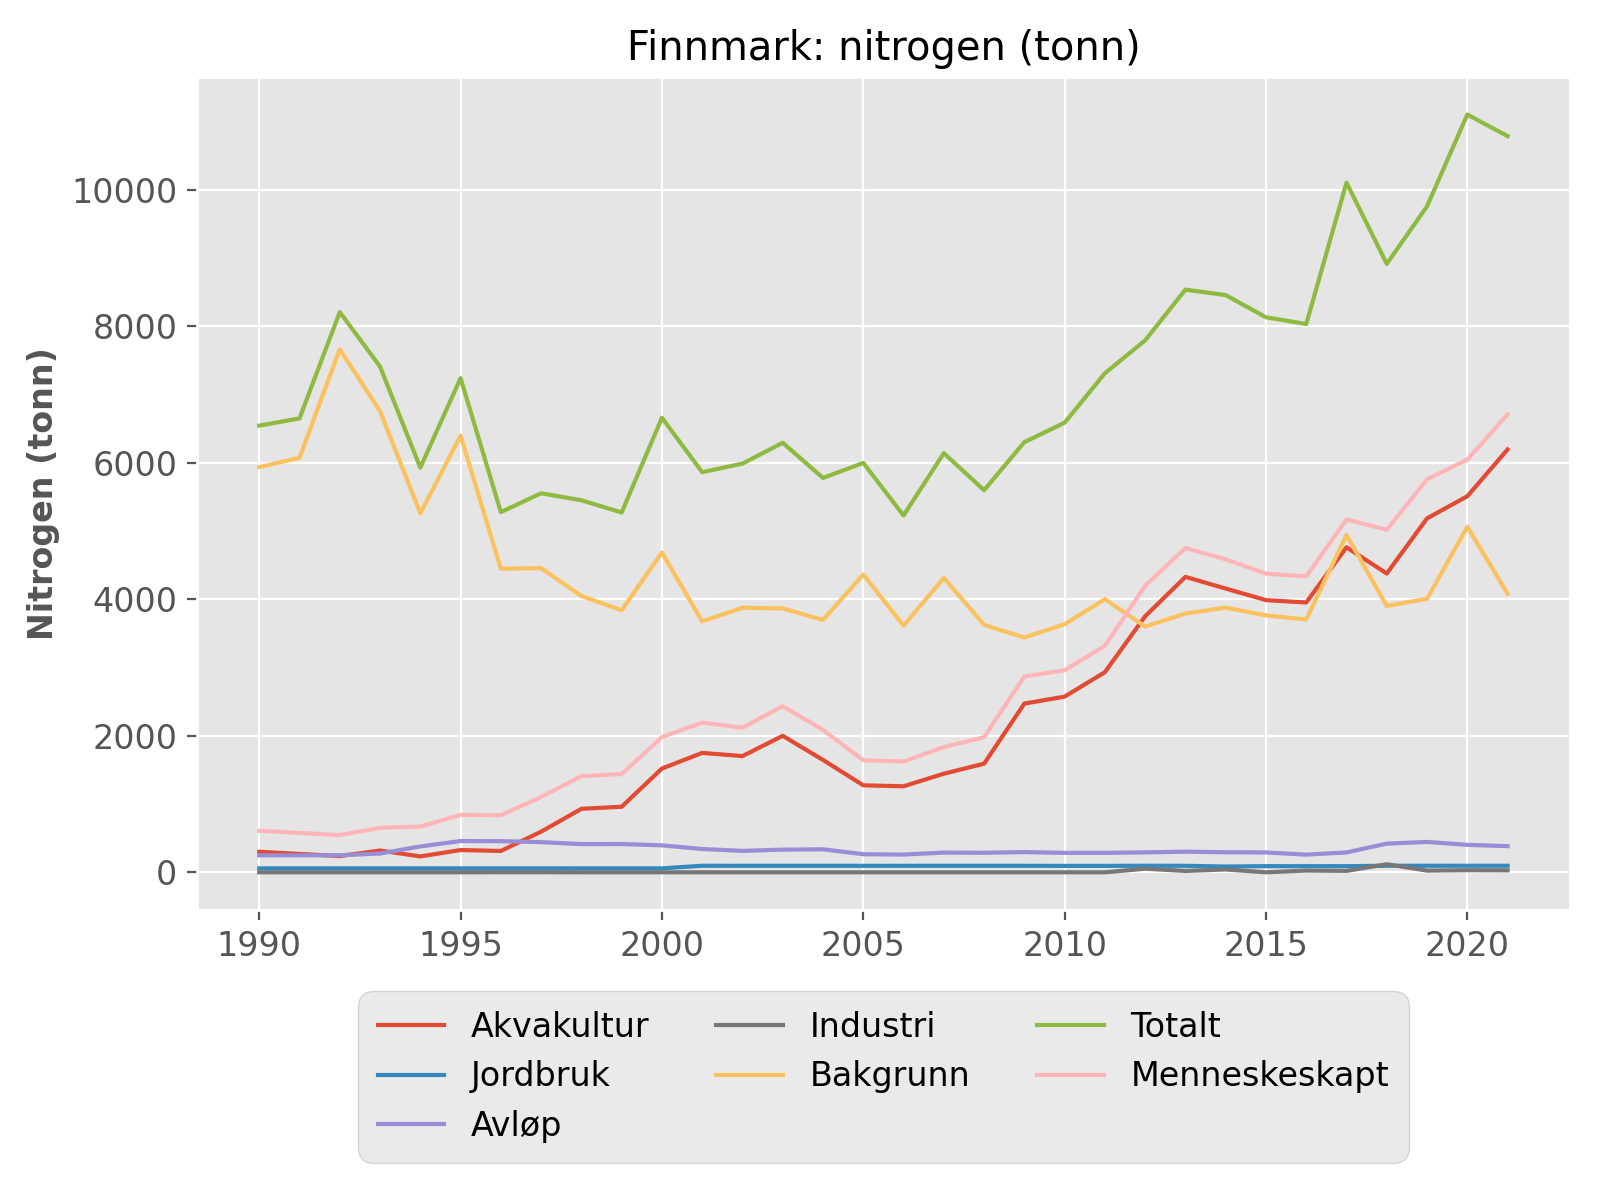 Finnmark: nitrogen (tonn)
Nitrogen (tonn)
10000
8000
6000
4000
2000
0
1990 1995 2000 2005 2010 2015 2020
Akvakultur Industri Totalt
Jordbruk Bakgrunn Menneskeskapt
Avløp